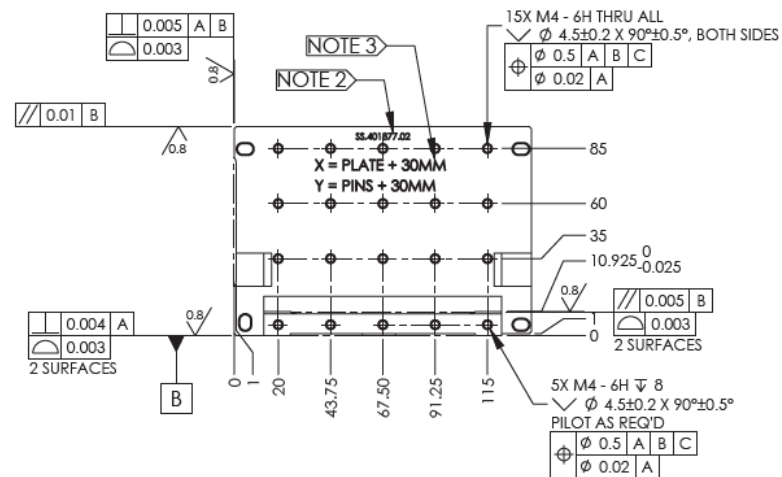 ⊥ 0.005 A B
⌓ 0.003
0.8
// 0.01 B
0.8
NOTE 3
NOTE 2
15X M4 - 6H THRU ALL
⌵ Ø 4.5±0.2 X 90°±0.5°, BOTH SIDES
⌖ Ø 0.5 A B C
Ø 0.02 A
SS.401877.02
X = PLATE + 30MM
Y = PINS + 30MM
85
60
35
10.925 0 -0.025
0.8
// 0.005 B
⌓ 0.003
2 SURFACES
1
0
⊥ 0.004 A
⌓ 0.003
2 SURFACES
0.8
B
0
1
20
43.75
67.50
91.25
115
5X M4 - 6H ↧ 8
⌵ Ø 4.5±0.2 X 90°±0.5°
PILOT AS REQ'D
⌖ Ø 0.5 A B C
Ø 0.02 A